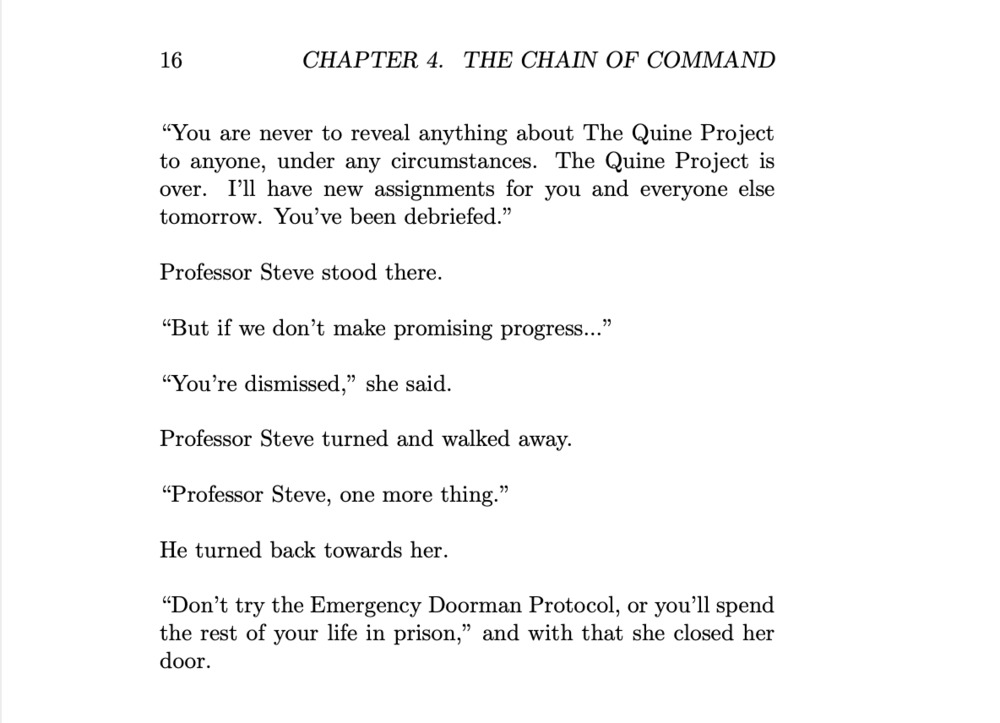 16 CHAPTER 4. THE CHAIN OF COMMAND
“You are never to reveal anything about The Quine Project
to anyone, under any circumstances. The Quine Project is
over. I’ll have new assignments for you and everyone else
tomorrow. You’ve been debriefed.”
Professor Steve stood there.
“But if we don’t make promising progress...”
“You’re dismissed,” she said.
Professor Steve turned and walked away.
“Professor Steve, one more thing.”
He turned back towards her.
“Don’t try the Emergency Doorman Protocol, or you’ll spend
the rest of your life in prison,” and with that she closed her
door.